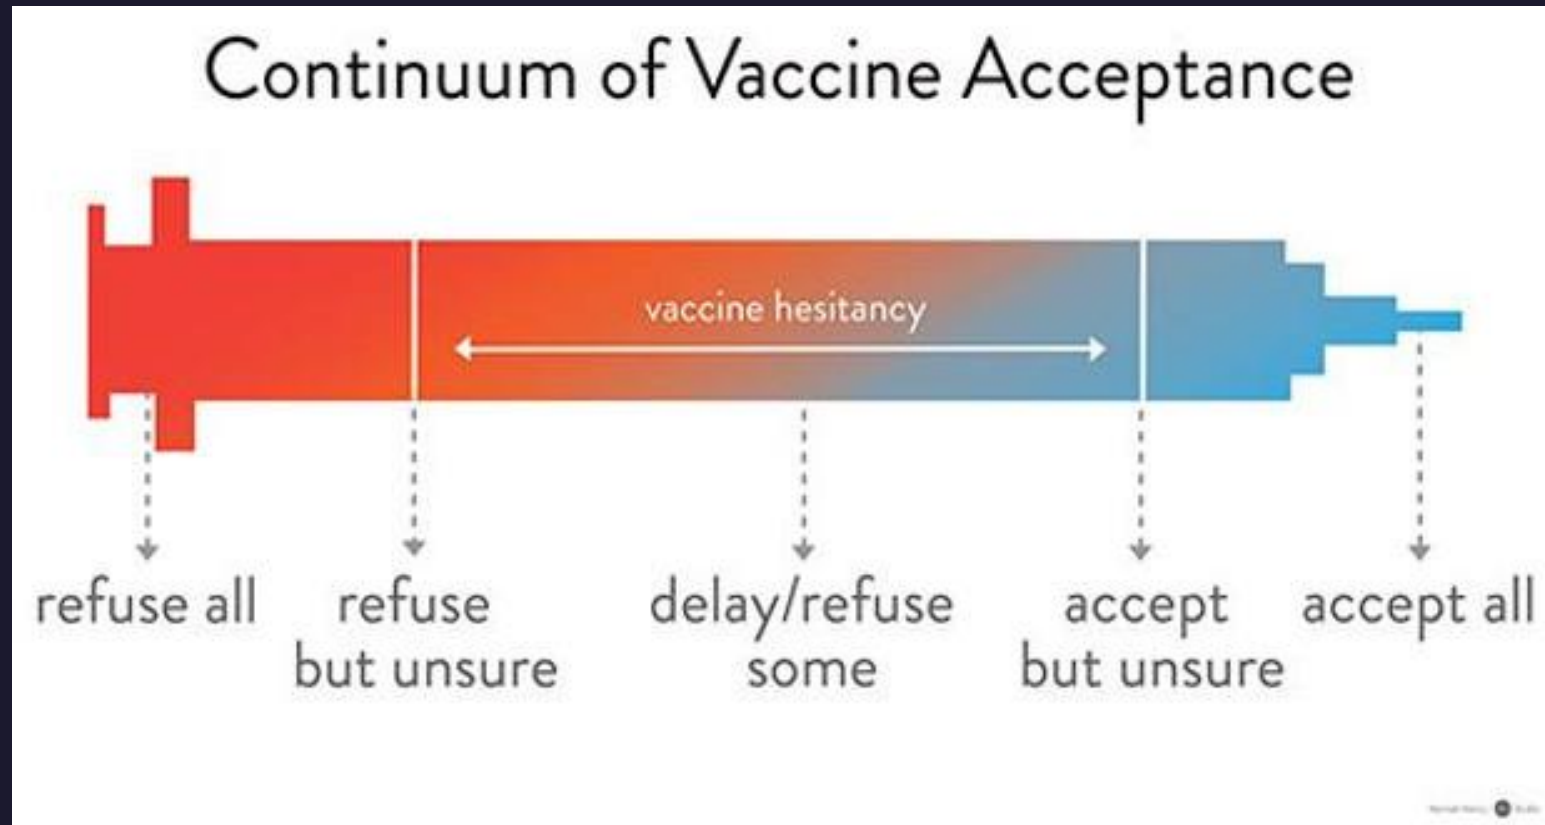 Continuum of Vaccine Acceptance
vaccine hesitancy
refuse all
refuse
but unsure
delay/refuse
some
accept
but unsure
accept all